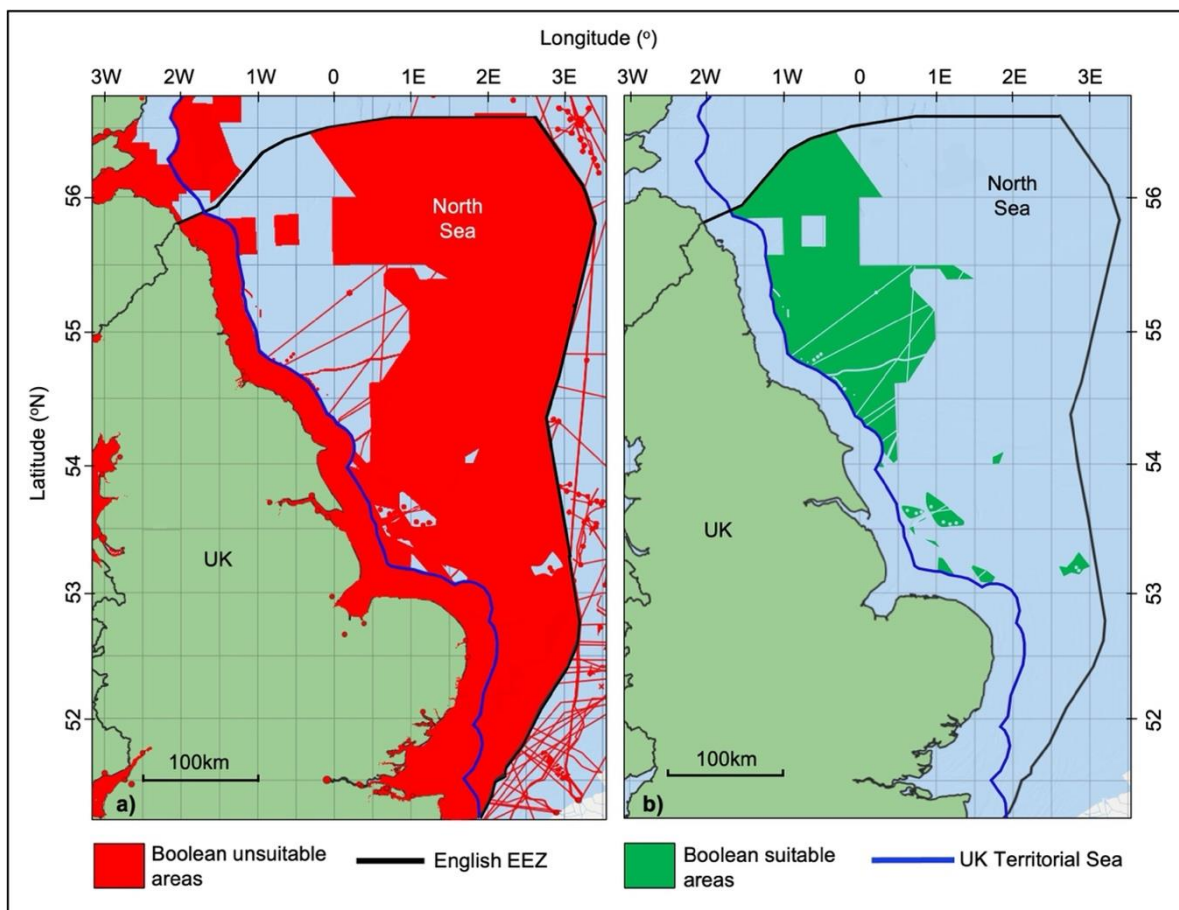 Longitude (º)
3W 2W 1W 0 1E 2E 3E 3W 2W 1W 0 1E 2E 3E
North
Sea
North
Sea
56
56
55
55
Latitude (ºN)
54
54
UK
UK
53
53
52
52
100km
100km
a)
b)
Boolean unsuitable
areas
English EEZ
Boolean suitable
areas
UK Territorial Sea